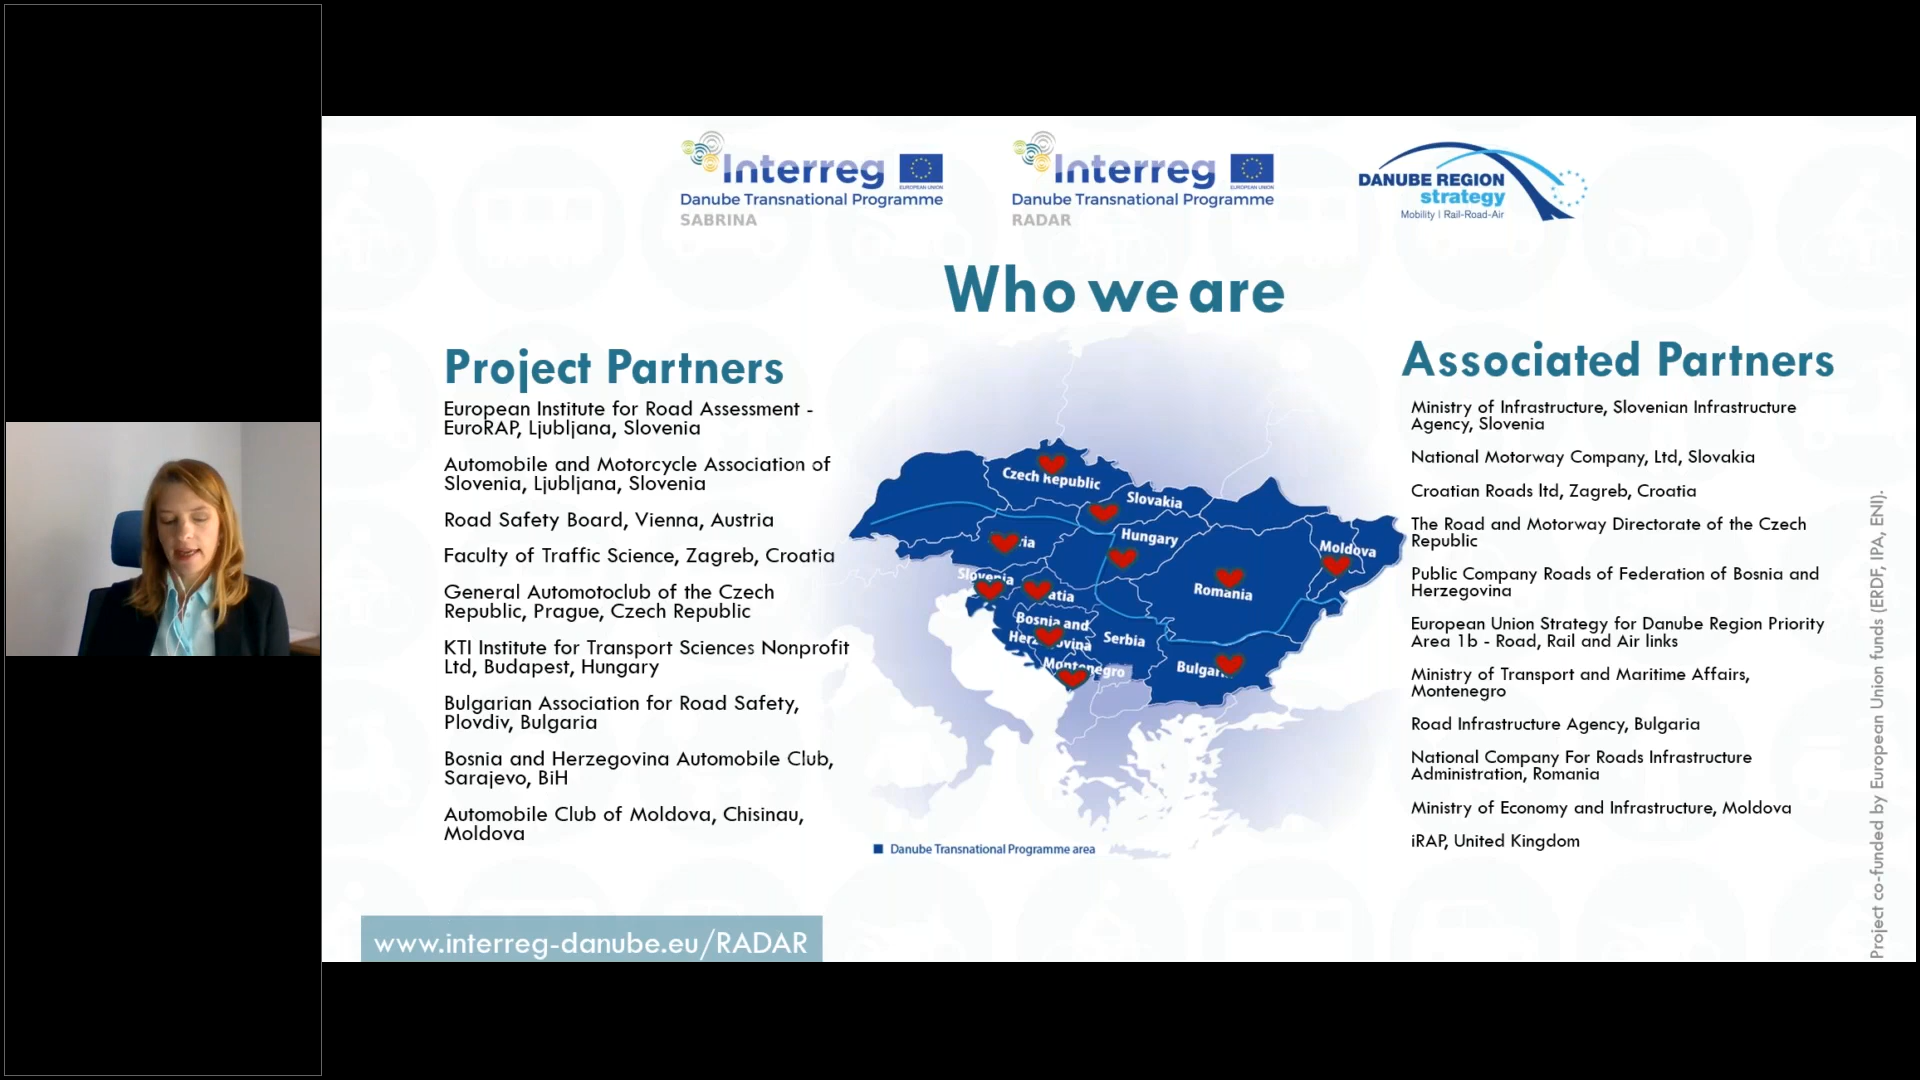 Interreg
EUROPEAN UNION
Danube Transnational Programme
SABRINA
Interreg
EUROPEAN UNION
Danube Transnational Programme
RADAR
DANUBE REGION
strategy
Mobility | Rail-Road-Air
Who we are
Project Partners
European Institute for Road Assessment -
EuroRAP, Ljubljana, Slovenia
Automobile and Motorcycle Association of
Slovenia, Ljubljana, Slovenia
Road Safety Board, Vienna, Austria
Faculty of Traffic Science, Zagreb, Croatia
General Automotoclub of the Czech
Republic, Prague, Czech Republic
KTI Institute for Transport Sciences Nonprofit
Ltd, Budapest, Hungary
Bulgarian Association for Road Safety,
Plovdiv, Bulgaria
Bosnia and Herzegovina Automobile Club,
Sarajevo, BiH
Automobile Club of Moldova, Chisinau,
Moldova
Czech Republic
Slovakia
Hungary
Moldova
Slovenia
Romania
Bosnia and
Serbia
Montenegro
Danube Transnational Programme area
Associated Partners
Ministry of Infrastructure, Slovenian Infrastructure
Agency, Slovenia
National Motorway Company, Ltd, Slovakia
Croatian Roads ltd, Zagreb, Croatia
The Road and Motorway Directorate of the Czech
Republic
Public Company Roads of Federation of Bosnia and
Herzegovina
European Union Strategy for Danube Region Priority
Area 1b - Road, Rail and Air links
Ministry of Transport and Maritime Affairs,
Montenegro
Road Infrastructure Agency, Bulgaria
National Company For Roads Infrastructure
Administration, Romania
Ministry of Economy and Infrastructure, Moldova
iRAP, United Kingdom
www.interreg-danube.eu/RADAR
Project co-funded by European Union funds (ERDF, IPA, ENI).